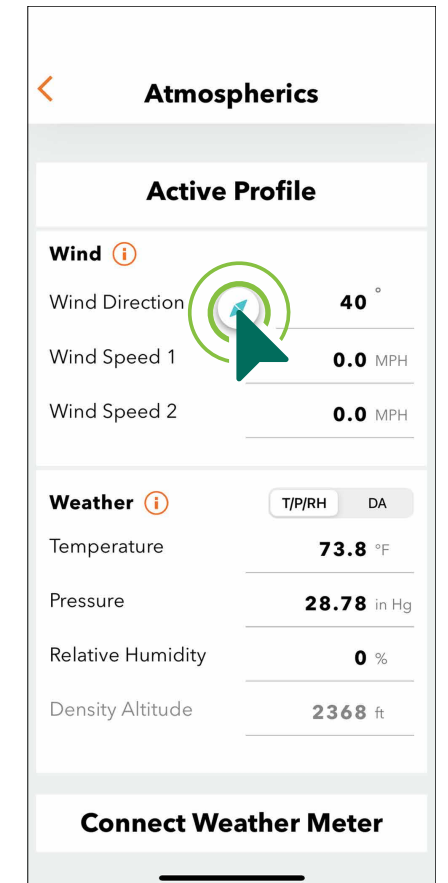 Atmospherics
Active Profile
Wind i
Wind Direction 40 °
Wind Speed 1 0.0 MPH
Wind Speed 2 0.0 MPH
Weather i T/P/RH DA
Temperature 73.8 °F
Pressure 28.78 in Hg
Relative Humidity 0 %
Density Altitude 2368 ft
Connect Weather Meter